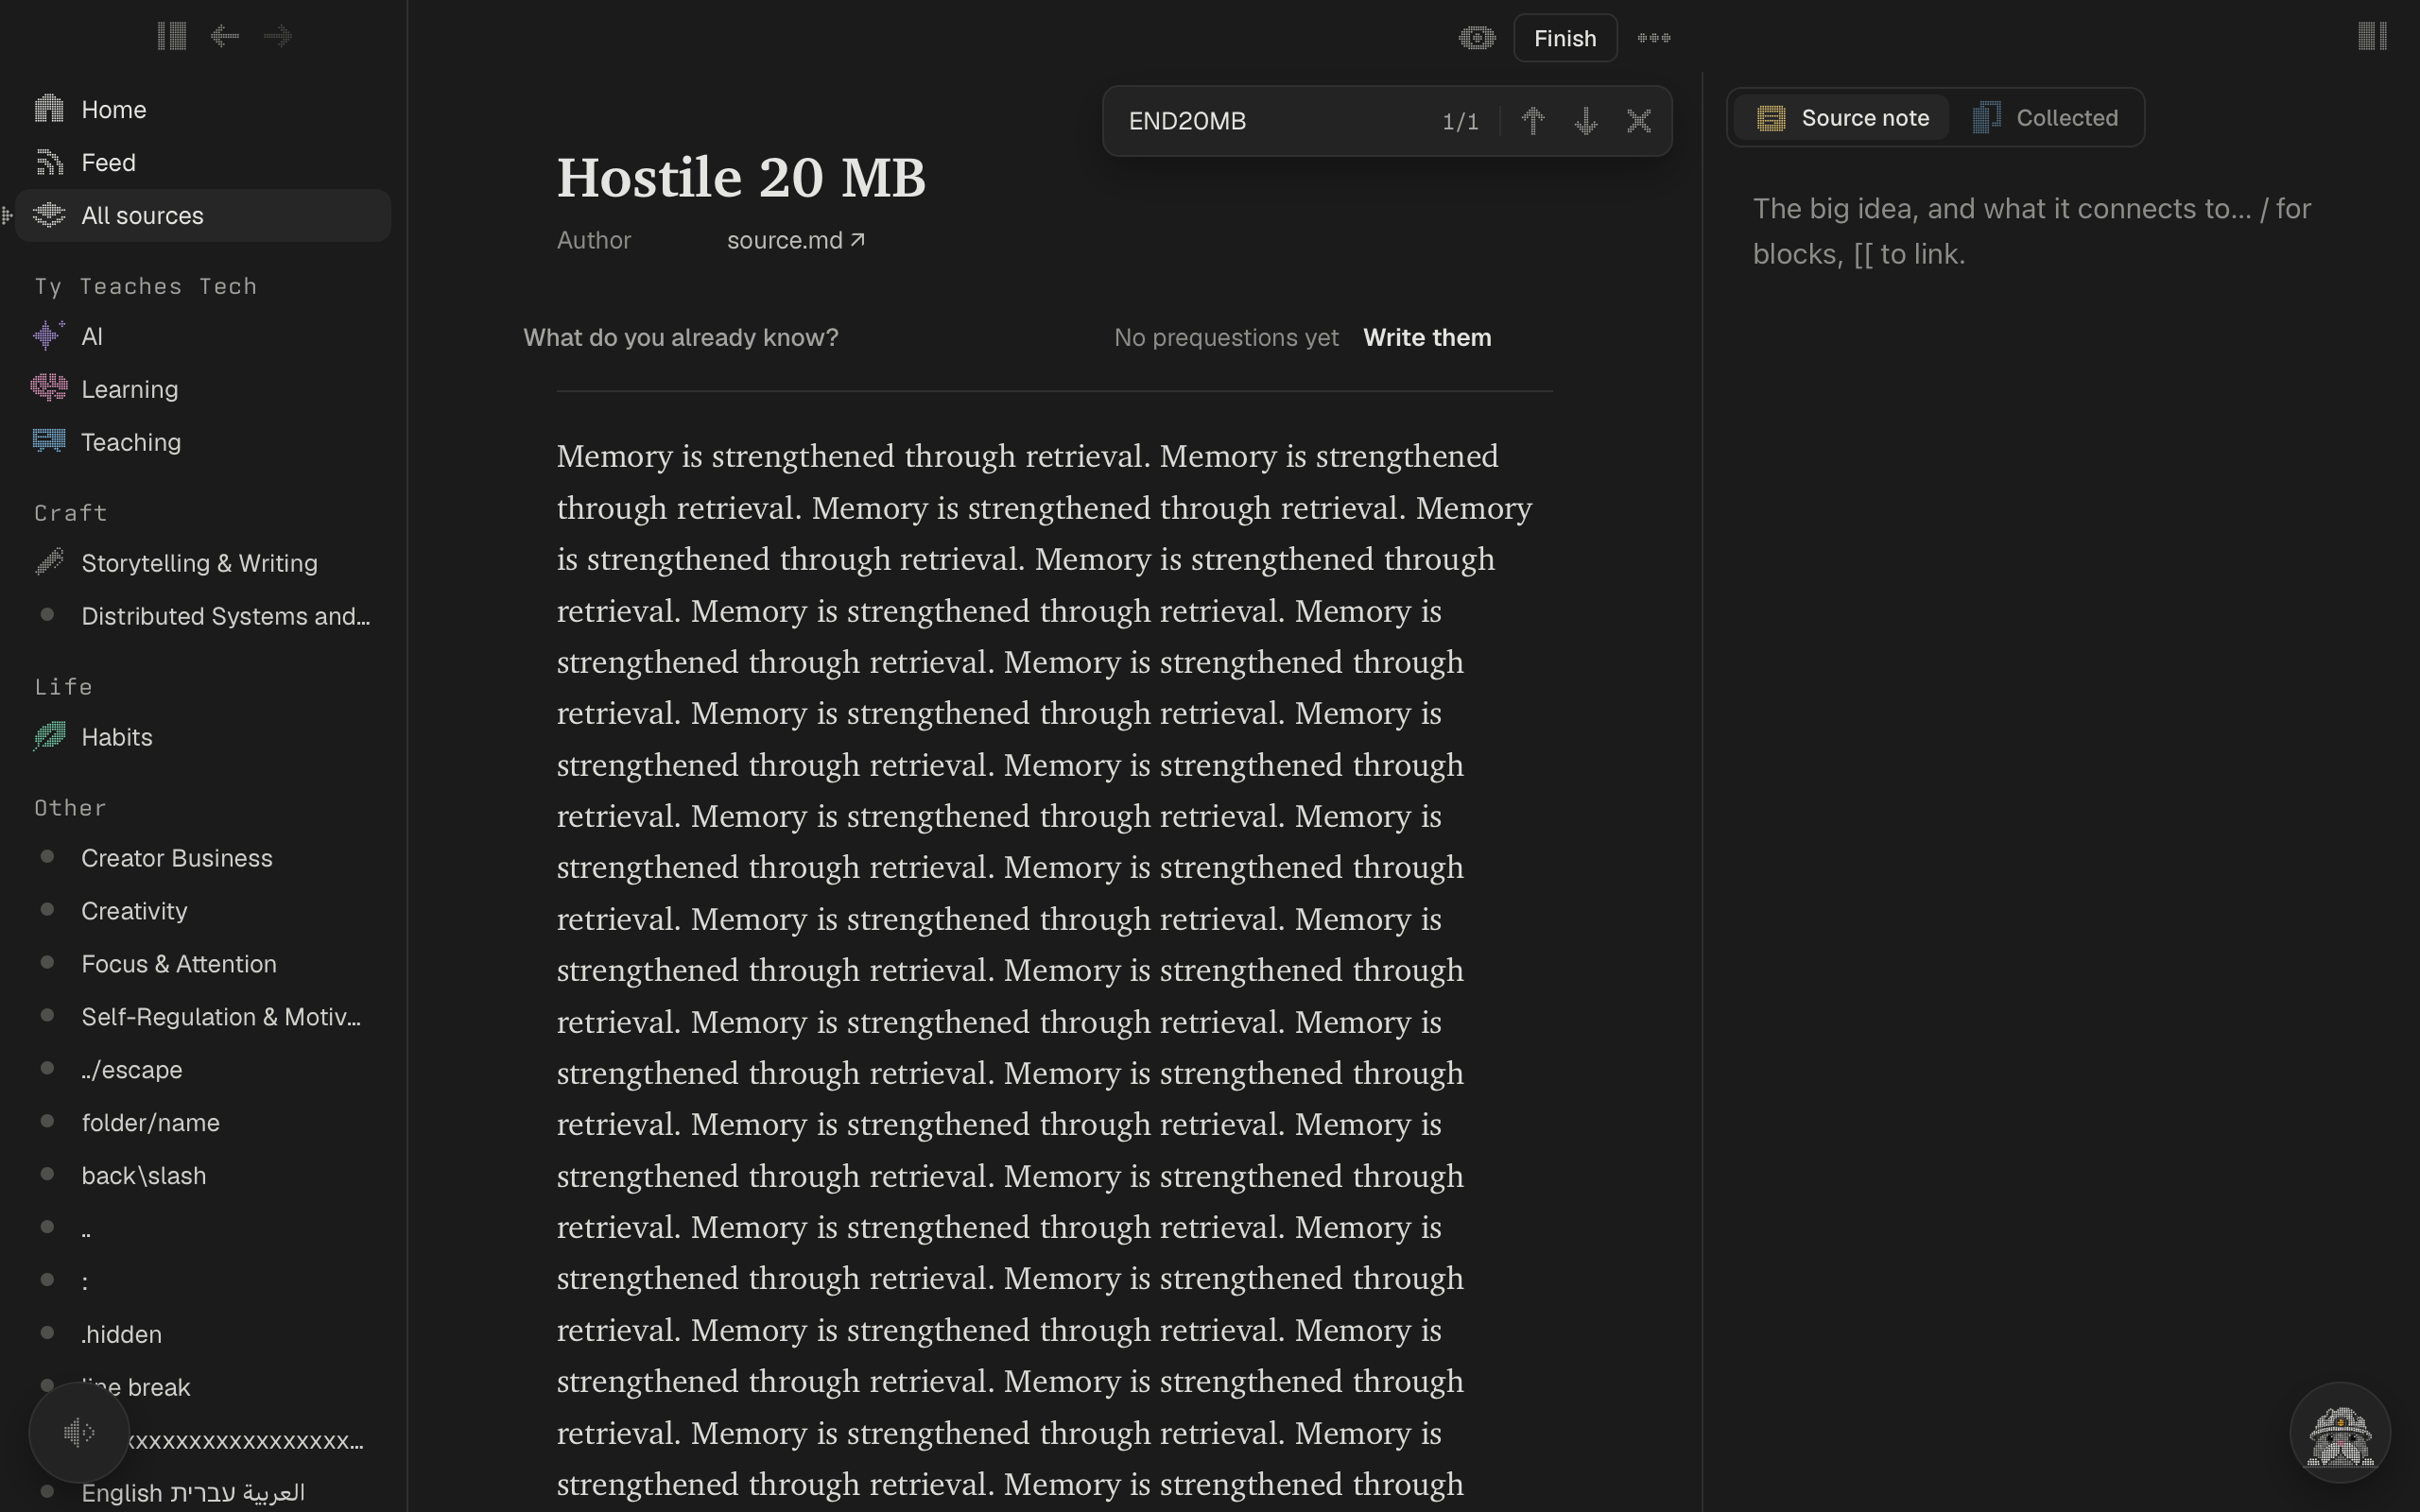 Home
Feed
All sources
Ty Teaches Tech
AI
Learning
Teaching
Craft
Storytelling & Writing
Distributed Systems and…
Life
Habits
Other
Creator Business
Creativity
Focus & Attention
Self-Regulation & Motiv…
../escape
folder/name
back\slash
..
:
.hidden
line break
xxxxxxxxxxxxxxxxx…
English עברית العربية
Finish
END20MB 1/1
Hostile 20 MB
Author source.md ↗
What do you already know? No prequestions yet Write them
Memory is strengthened through retrieval. Memory is strengthened
through retrieval. Memory is strengthened through retrieval. Memory
is strengthened through retrieval. Memory is strengthened through
retrieval. Memory is strengthened through retrieval. Memory is
strengthened through retrieval. Memory is strengthened through
retrieval. Memory is strengthened through retrieval. Memory is
strengthened through retrieval. Memory is strengthened through
retrieval. Memory is strengthened through retrieval. Memory is
strengthened through retrieval. Memory is strengthened through
retrieval. Memory is strengthened through retrieval. Memory is
strengthened through retrieval. Memory is strengthened through
retrieval. Memory is strengthened through retrieval. Memory is
strengthened through retrieval. Memory is strengthened through
retrieval. Memory is strengthened through retrieval. Memory is
strengthened through retrieval. Memory is strengthened through
retrieval. Memory is strengthened through retrieval. Memory is
strengthened through retrieval. Memory is strengthened through
retrieval. Memory is strengthened through retrieval. Memory is
strengthened through retrieval. Memory is strengthened through
retrieval. Memory is strengthened through retrieval. Memory is
strengthened through retrieval. Memory is strengthened through
Source note
Collected
The big idea, and what it connects to... / for
blocks, [[ to link.